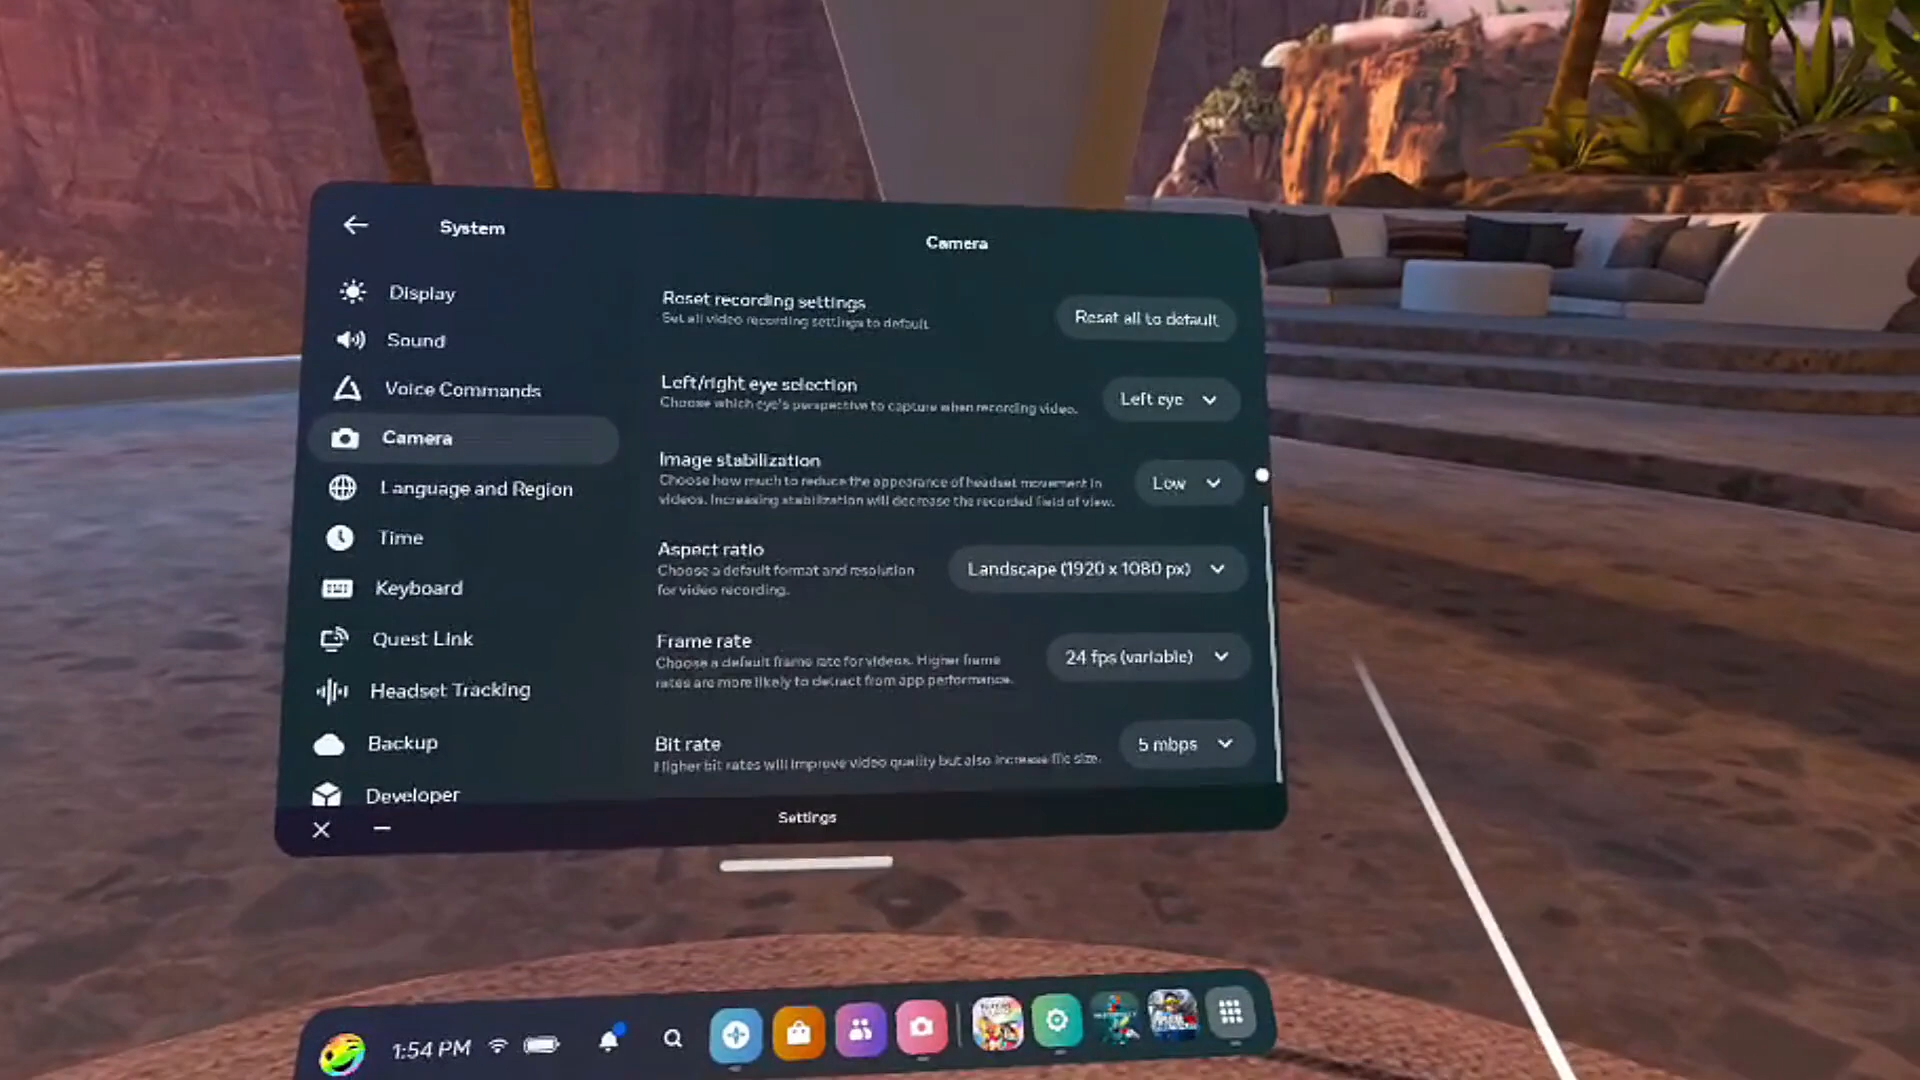 System
Camera
Display
Sound
Voice Commands
Camera
Language and Region
Time
Keyboard
Quest Link
Headset Tracking
Backup
Developer
Reset recording settings
Set all video recording settings to default.
Reset all to default
Left/right eye selection
Choose which eye's perspective to capture when recording video.
Left eye
Image stabilization
Choose how much to reduce the appearance of headset movement in
videos. Increasing stabilization will decrease the recorded field of view.
Low
Aspect ratio
Choose a default format and resolution
for video recording.
Landscape (1920 x 1080 px)
Frame rate
Choose a default frame rate for videos. Higher frame
rates are more likely to detract from app performance.
24 fps (variable)
Bit rate
Higher bit rates will improve video quality but also increase file size.
5 mbps
Settings
1:54 PM